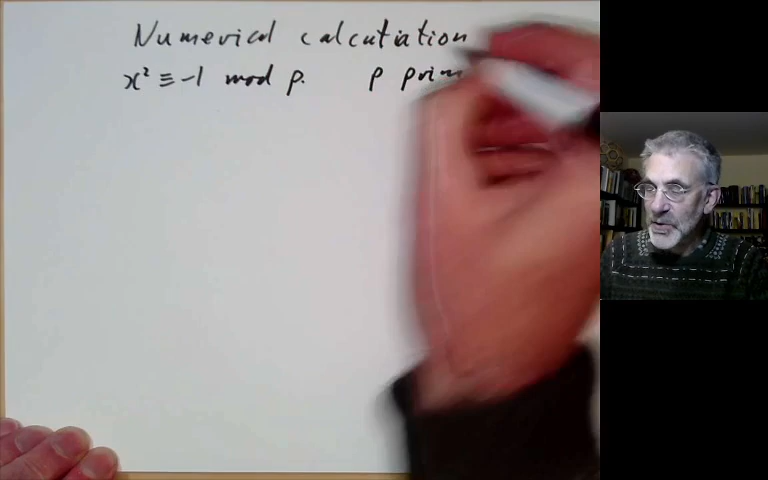 Numerical calculation
x² ≡ -1 mod p. p prim